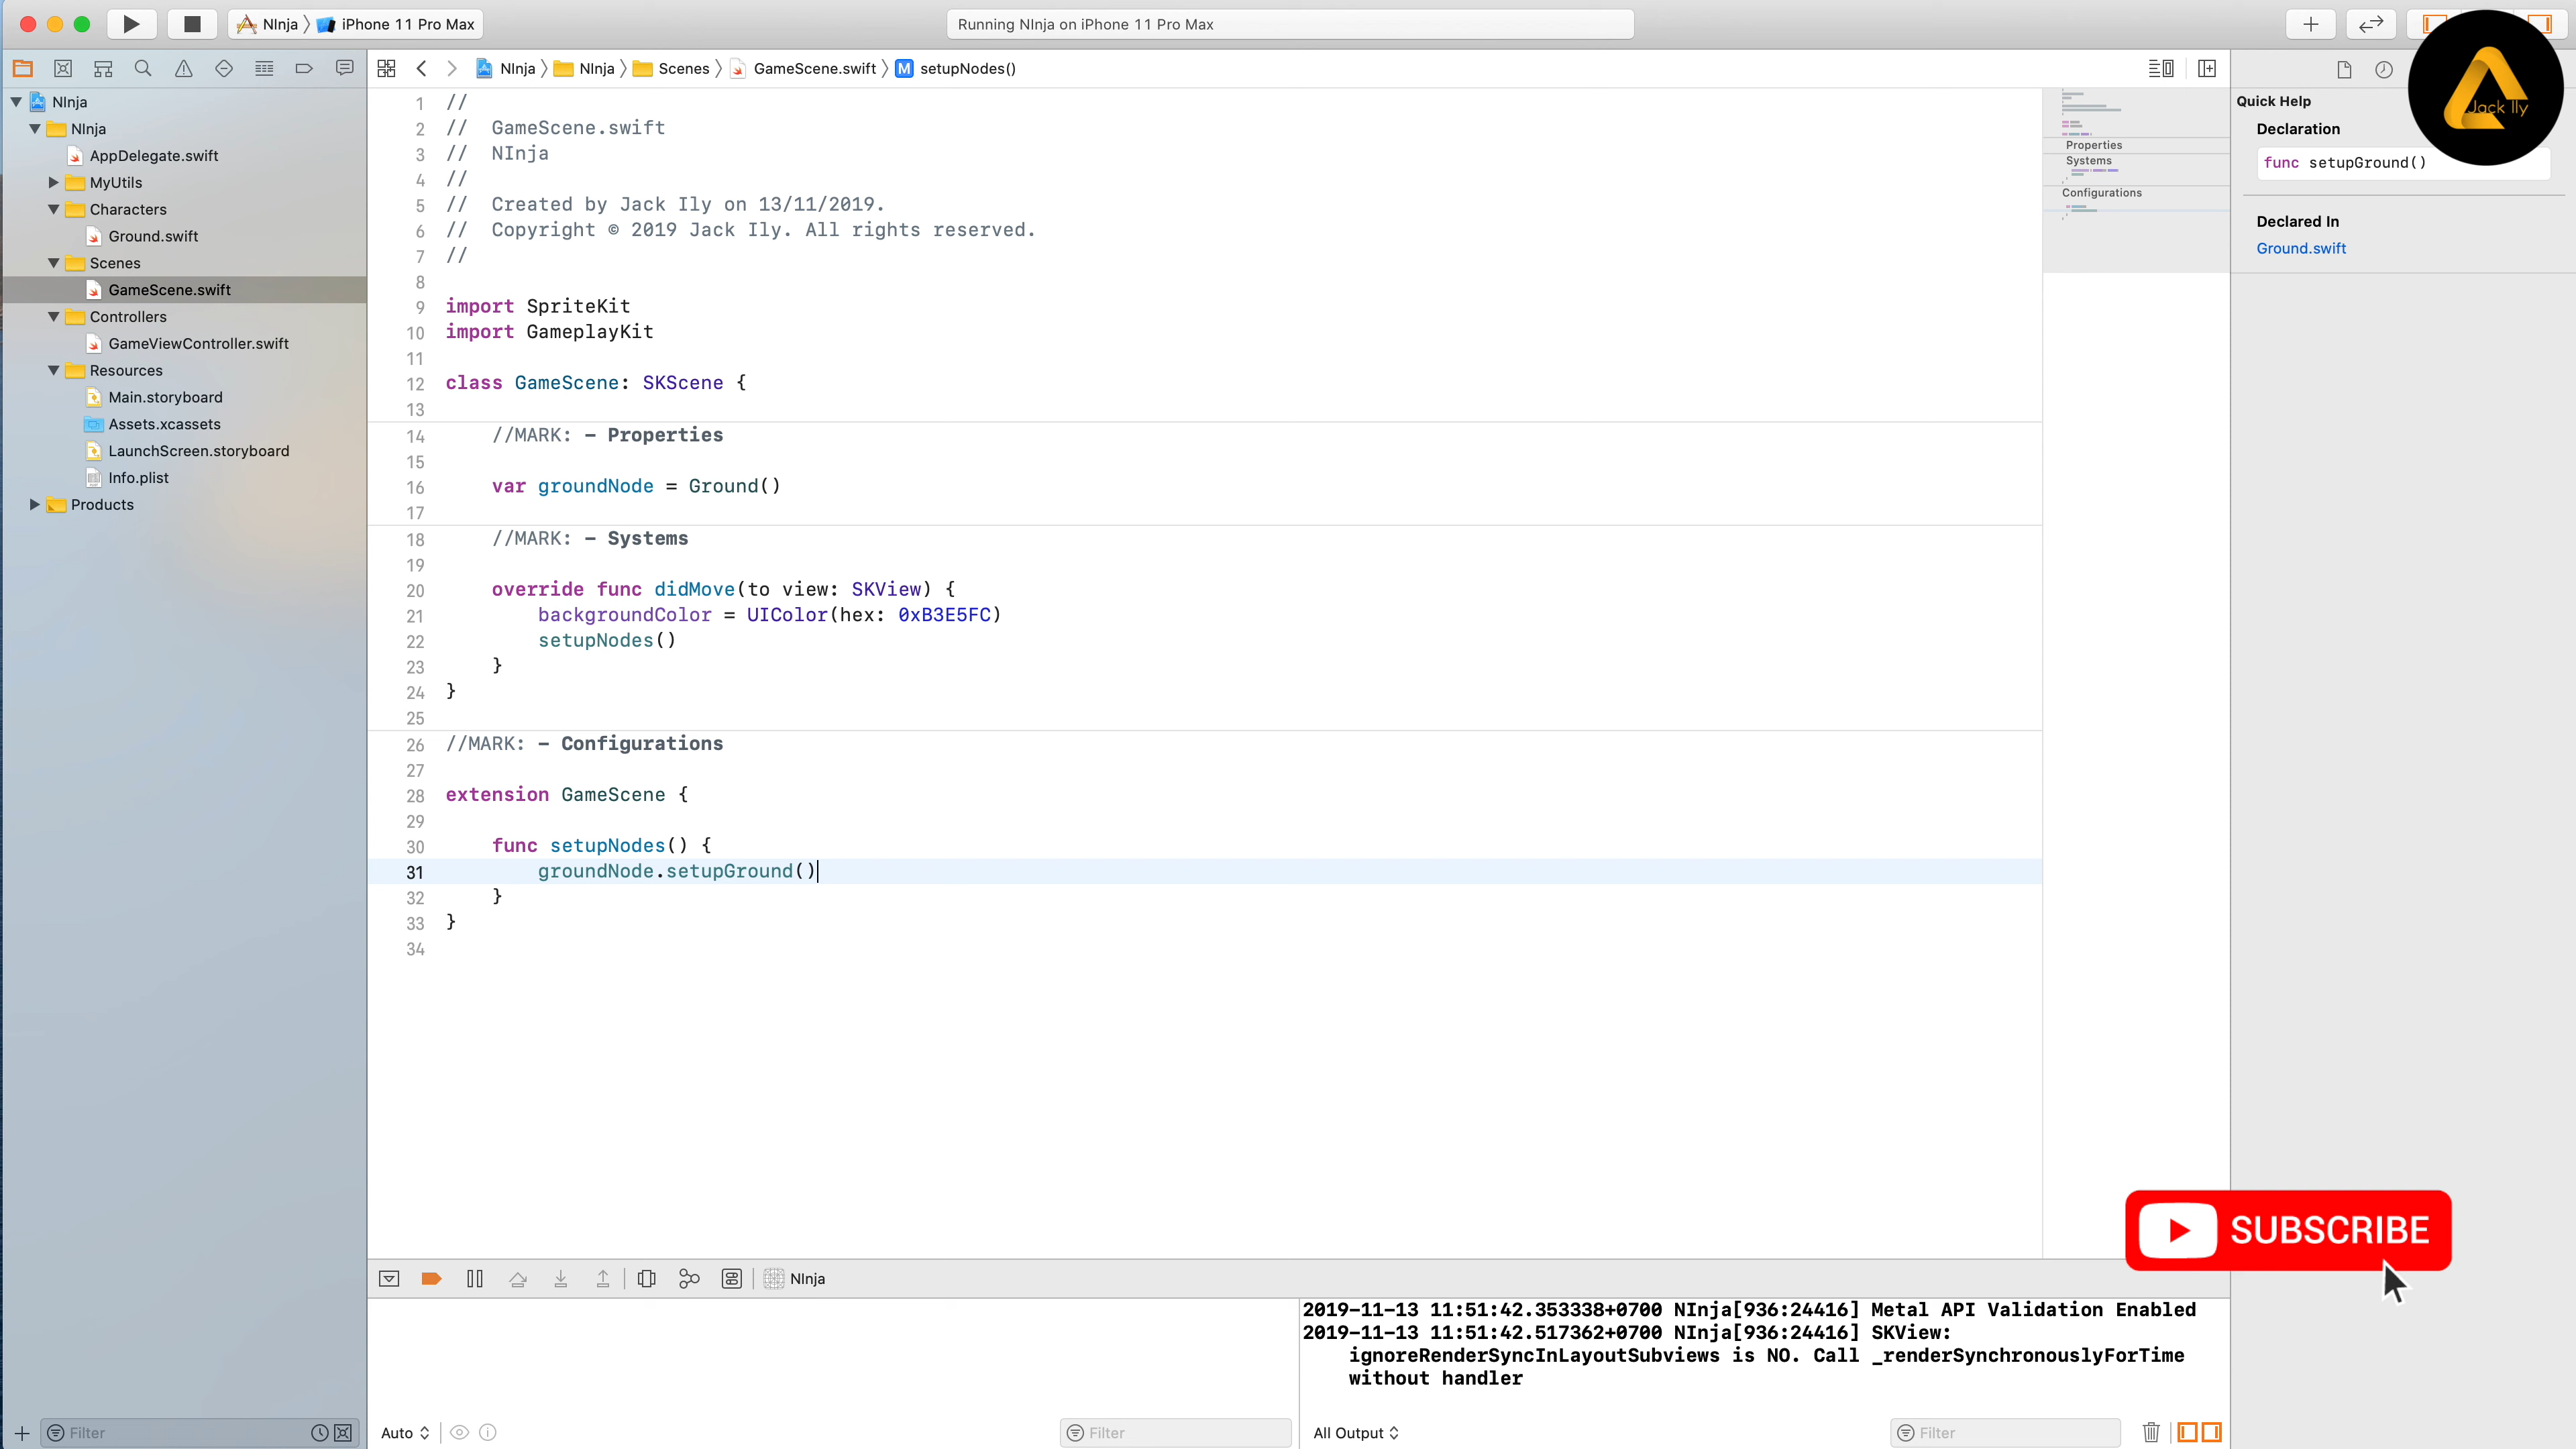 NInja
iPhone 11 Pro Max
Running NInja on iPhone 11 Pro Max
NInja
NInja
Scenes
GameScene.swift
M
setupNodes()
Jack Ily
NInja
NInja
AppDelegate.swift
MyUtils
Characters
Ground.swift
Scenes
GameScene.swift
Controllers
GameViewController.swift
Resources
Main.storyboard
Assets.xcassets
LaunchScreen.storyboard
Info.plist
Products
Filter
1 //
2 // GameScene.swift
3 // NInja
4 //
5 // Created by Jack Ily on 13/11/2019.
6 // Copyright © 2019 Jack Ily. All rights reserved.
7 //
8
9 import SpriteKit
10 import GameplayKit
11
12 class GameScene: SKScene {
13
14 //MARK: - Properties
15
16 var groundNode = Ground()
17
18 //MARK: - Systems
19
20 override func didMove(to view: SKView) {
21 backgroundColor = UIColor(hex: 0xB3E5FC)
22 setupNodes()
23 }
24 }
25
26 //MARK: - Configurations
27
28 extension GameScene {
29
30 func setupNodes() {
31 groundNode.setupGround()
32 }
33 }
34
Properties
Systems
Configurations
Quick Help
Declaration
func setupGround()
Declared In
Ground.swift
SUBSCRIBE
NInja
2019-11-13 11:51:42.353338+0700 NInja[936:24416] Metal API Validation Enabled
2019-11-13 11:51:42.517362+0700 NInja[936:24416] SKView:
ignoreRenderSyncInLayoutSubviews is NO. Call _renderSynchronouslyForTime
without handler
Auto
Filter
All Output
Filter